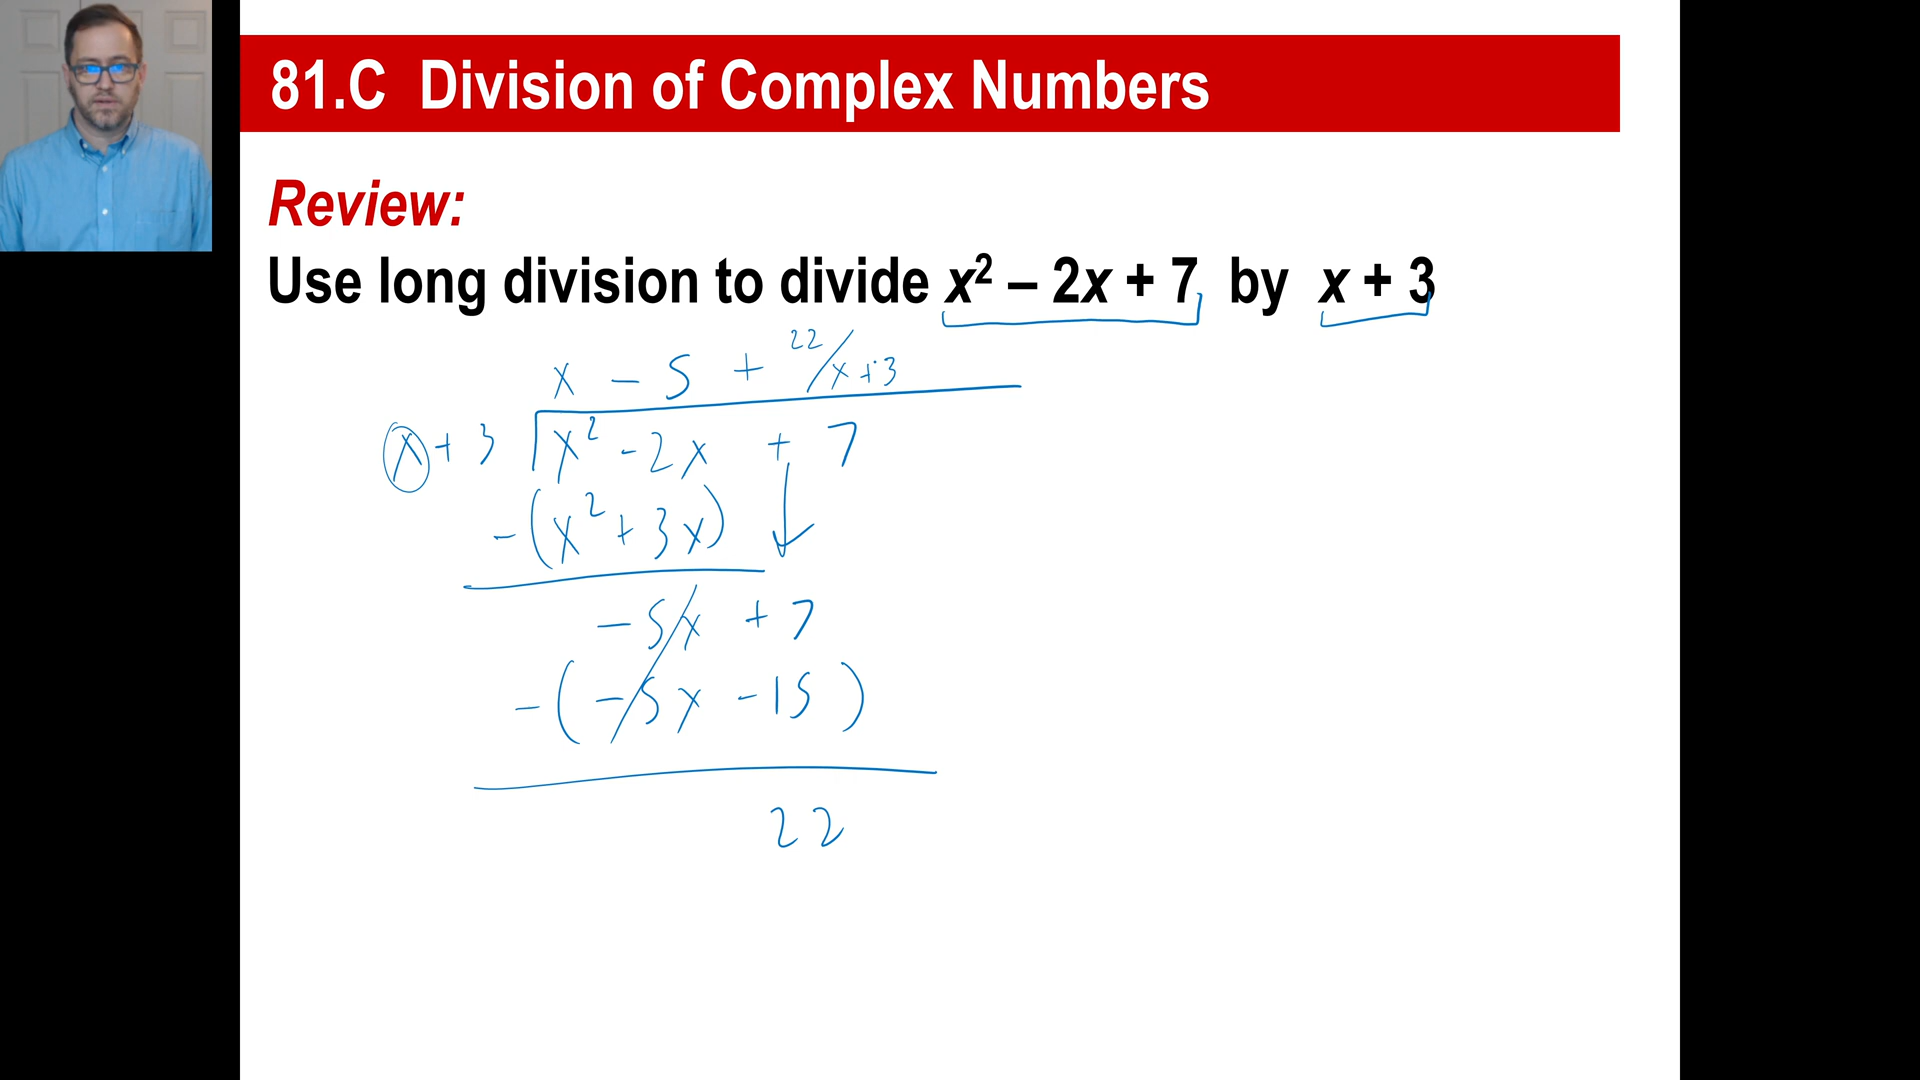 81.C Division of Complex Numbers
Review:
Use long division to divide x² – 2x + 7 by x + 3
x - 5 + 22/x+3
x + 3 x² - 2x + 7
- (x² + 3x)
- 5x + 7
- ( -5x - 15 )
22